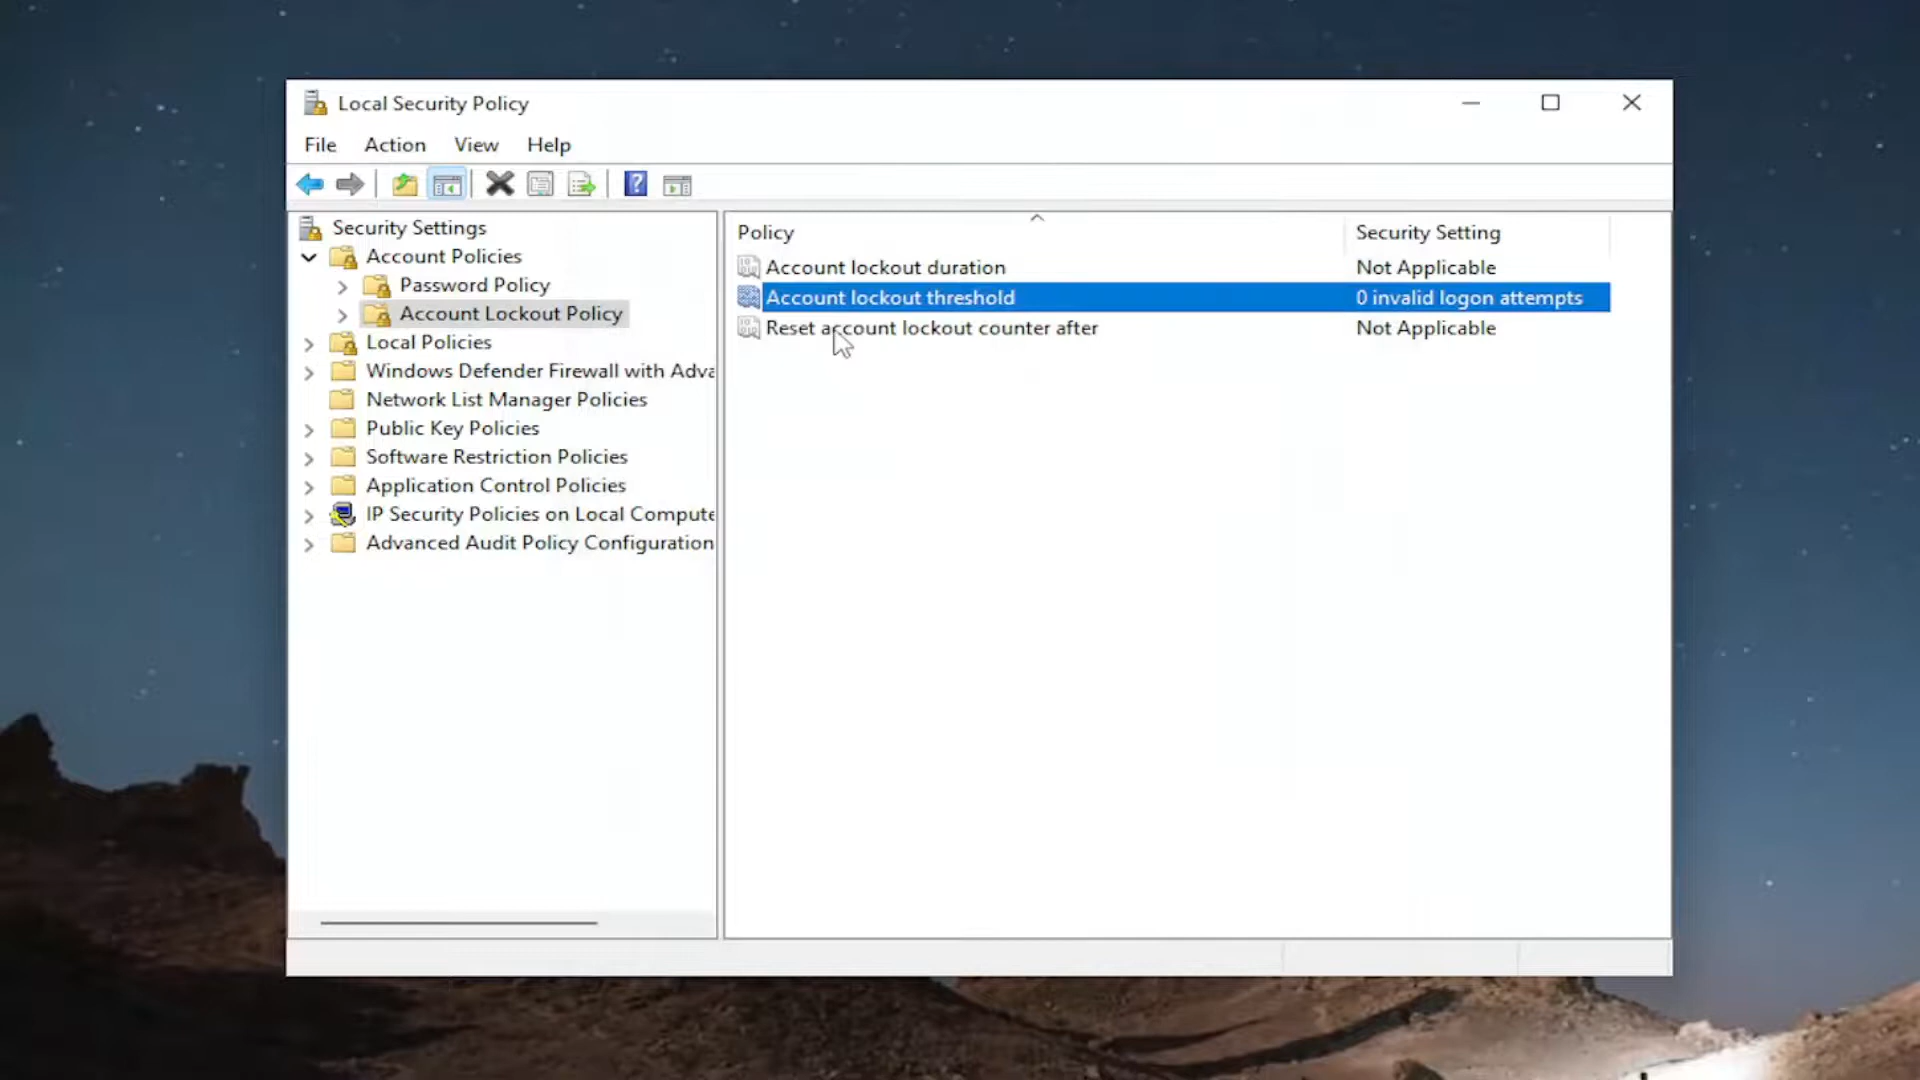 Local Security Policy
File Action View Help
Security Settings
Account Policies
Password Policy
Account Lockout Policy
Local Policies
Windows Defender Firewall with Adva
Network List Manager Policies
Public Key Policies
Software Restriction Policies
Application Control Policies
IP Security Policies on Local Compute
Advanced Audit Policy Configuration
Policy Security Setting
Account lockout duration Not Applicable
Account lockout threshold 0 invalid logon attempts
Reset account lockout counter after Not Applicable